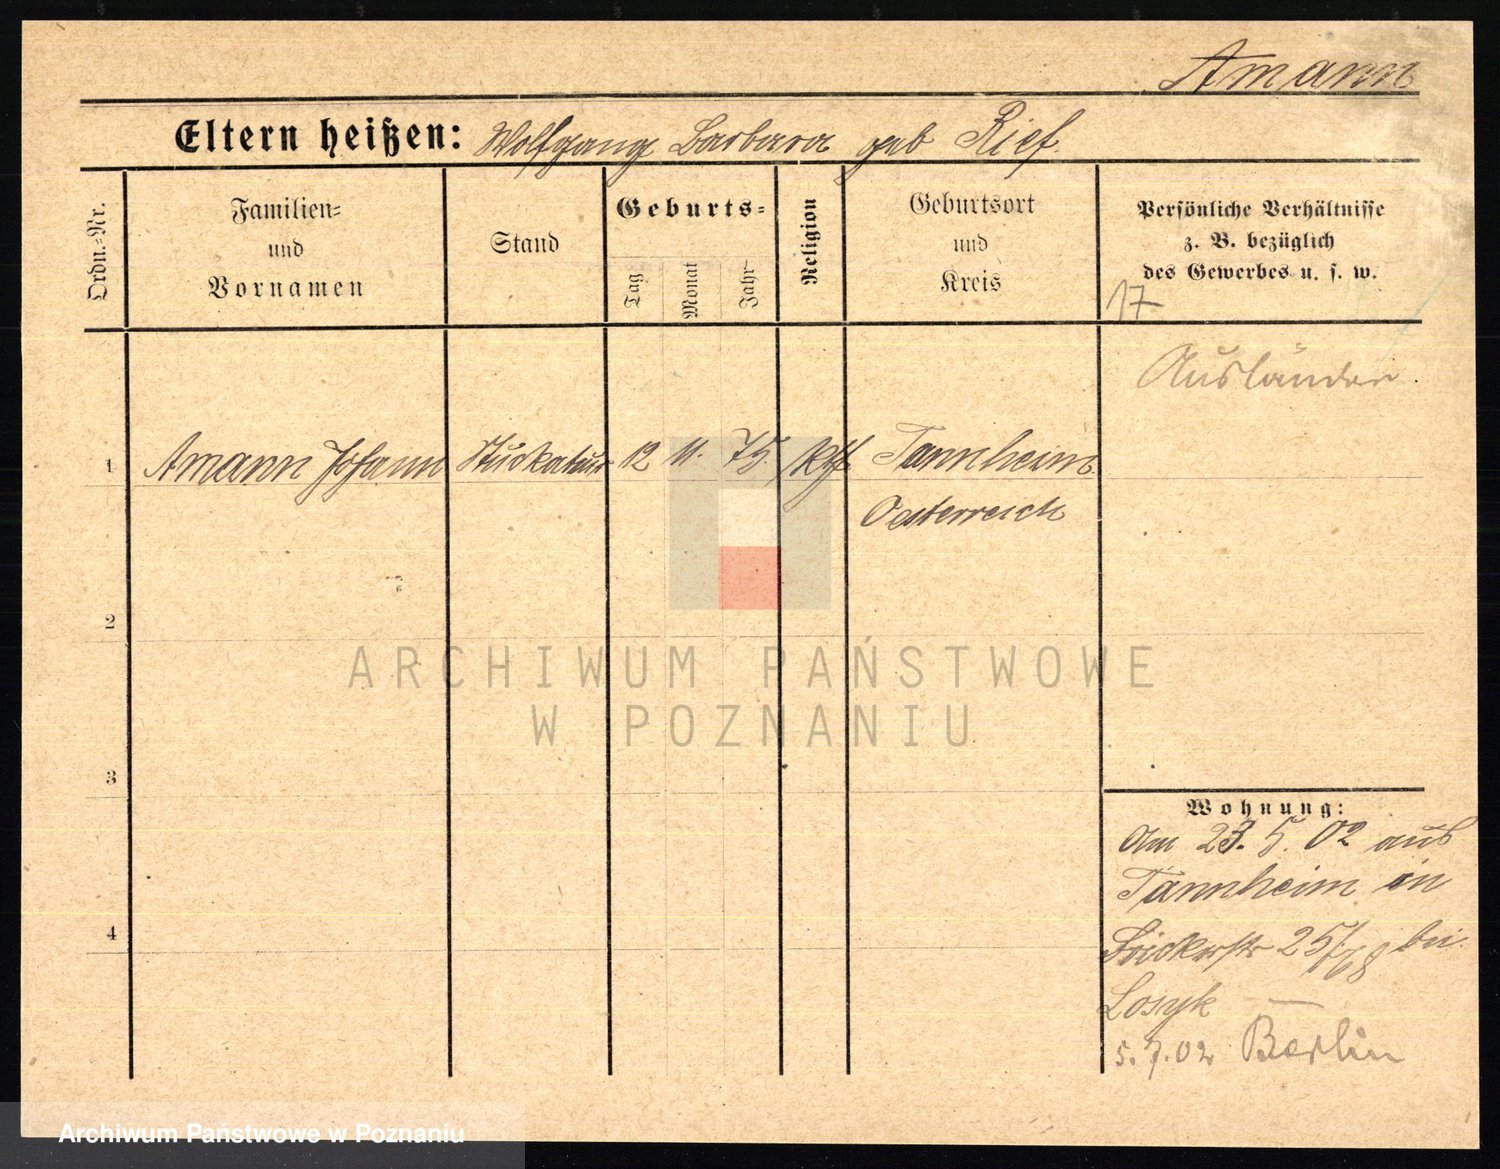 Amann
Eltern heißen: Wolfgang Barbara geb Rief
Ordn.-Nr.
Familien-
und
Vornamen
Stand
Geburts-
Tag
Monat
Jahr
Religion
Geburtsort
und
Kreis
Persönliche Verhältnisse
z. B. bezüglich
des Gewerbes u. s. w.
17
Ausländer.
1 Amann Johann Stuckateur 12 11. 75. kth. Tannheim
Oesterreich
2
3
4
Wohnung:
Am 23. 5. 02 aus
Tannheim in
25 bei
Losyk
5. 7. 02 Berlin
ARCHIWUM PAŃSTWOWE
W POZNANIU
Archiwum Państwowe w Poznaniu